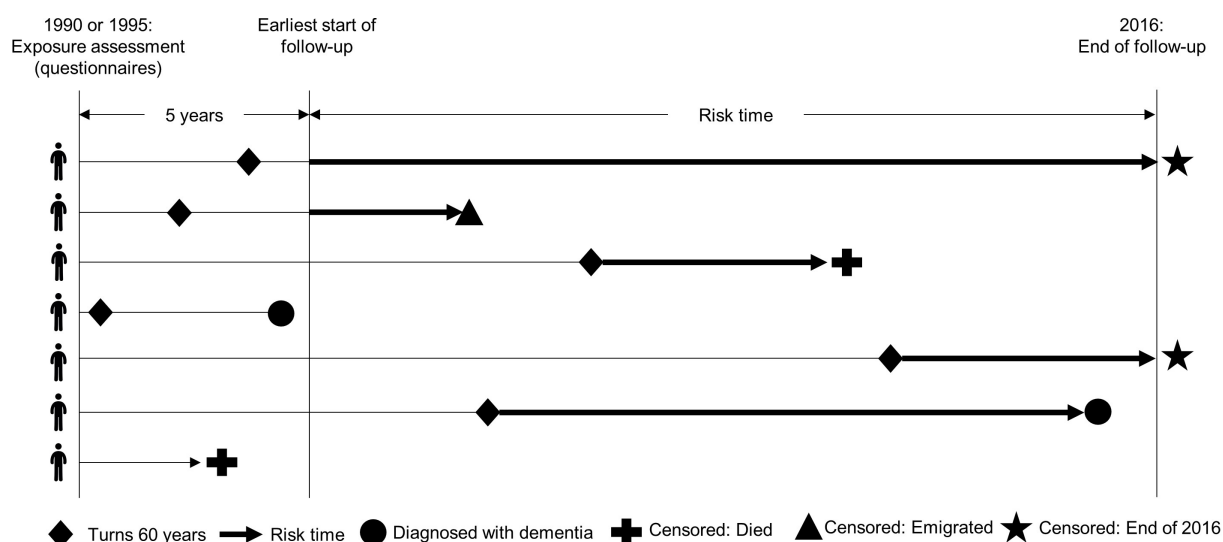 1990 or 1995:
Exposure assessment
(questionnaires)
Earliest start of
follow-up
2016:
End of follow-up
5 years
Risk time
Turns 60 years
Risk time
Diagnosed with dementia
Censored: Died
Censored: Emigrated
Censored: End of 2016